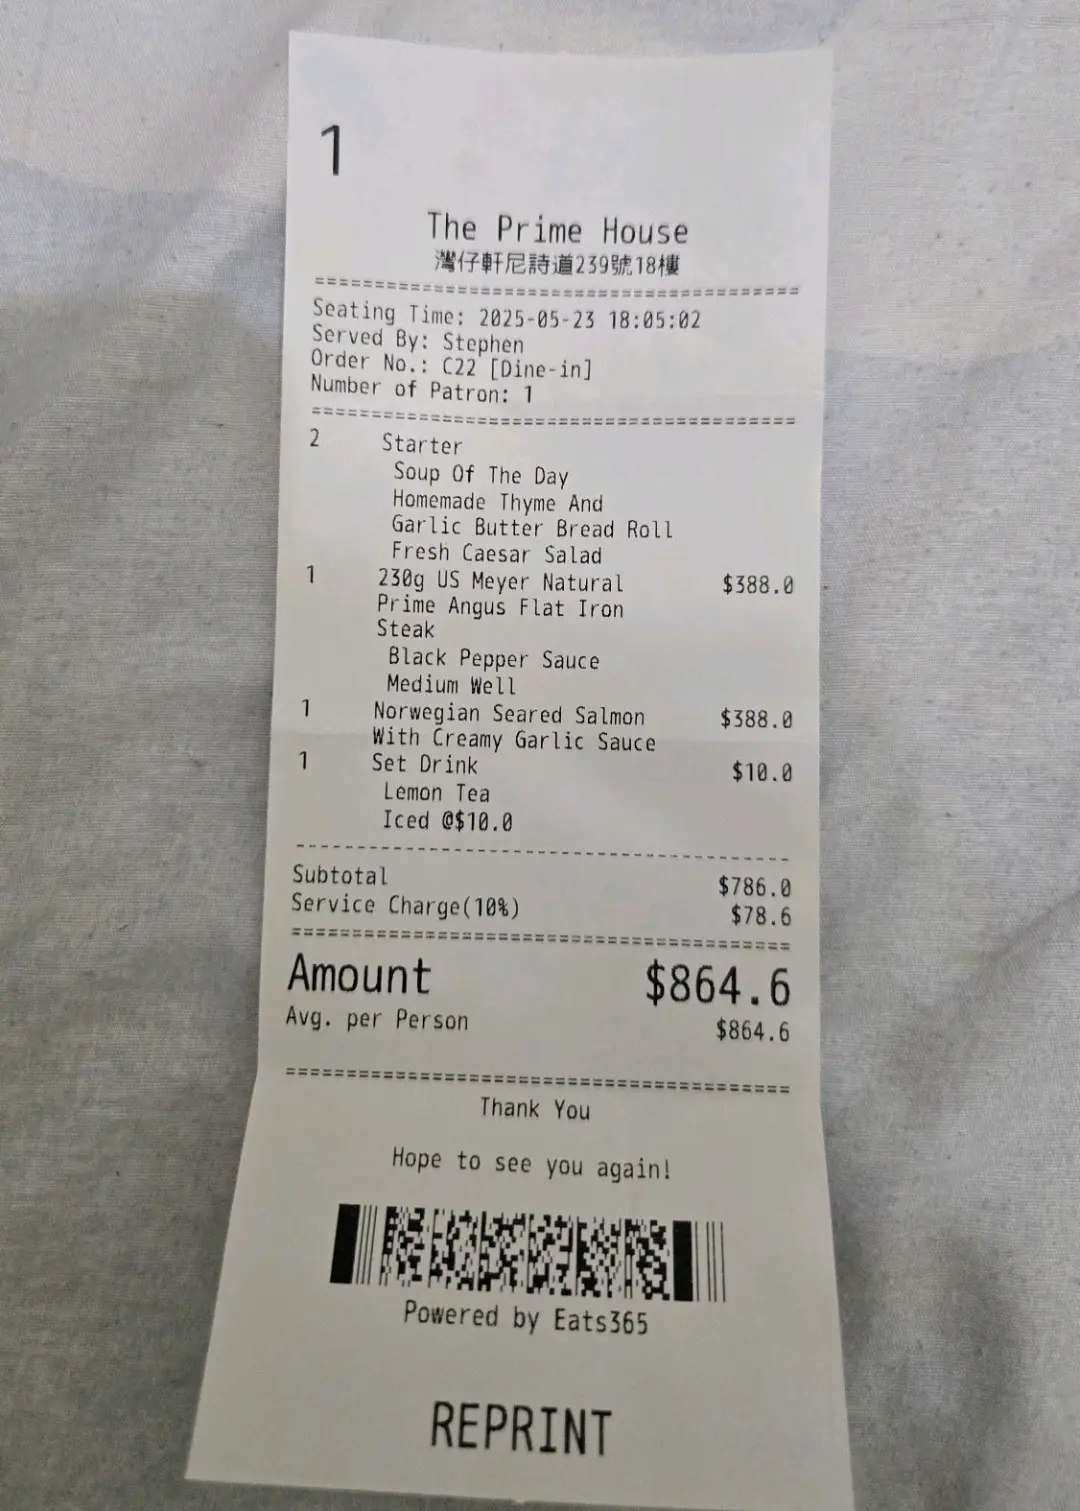 1
The Prime House
灣仔軒尼詩道239號18樓
========================================
Seating Time: 2025-05-23 18:05:02
Served By: Stephen
Order No.: C22 [Dine-in]
Number of Patron: 1
========================================
2 Starter
Soup Of The Day
Homemade Thyme And
Garlic Butter Bread Roll
Fresh Caesar Salad
1 230g US Meyer Natural $388.0
Prime Angus Flat Iron
Steak
Black Pepper Sauce
Medium Well
1 Norwegian Seared Salmon $388.0
With Creamy Garlic Sauce
1 Set Drink $10.0
Lemon Tea
Iced @$10.0
----------------------------------------
Subtotal $786.0
Service Charge(10%) $78.6
========================================
Amount $864.6
Avg. per Person $864.6
========================================
Thank You
Hope to see you again!
Powered by Eats365
REPRINT